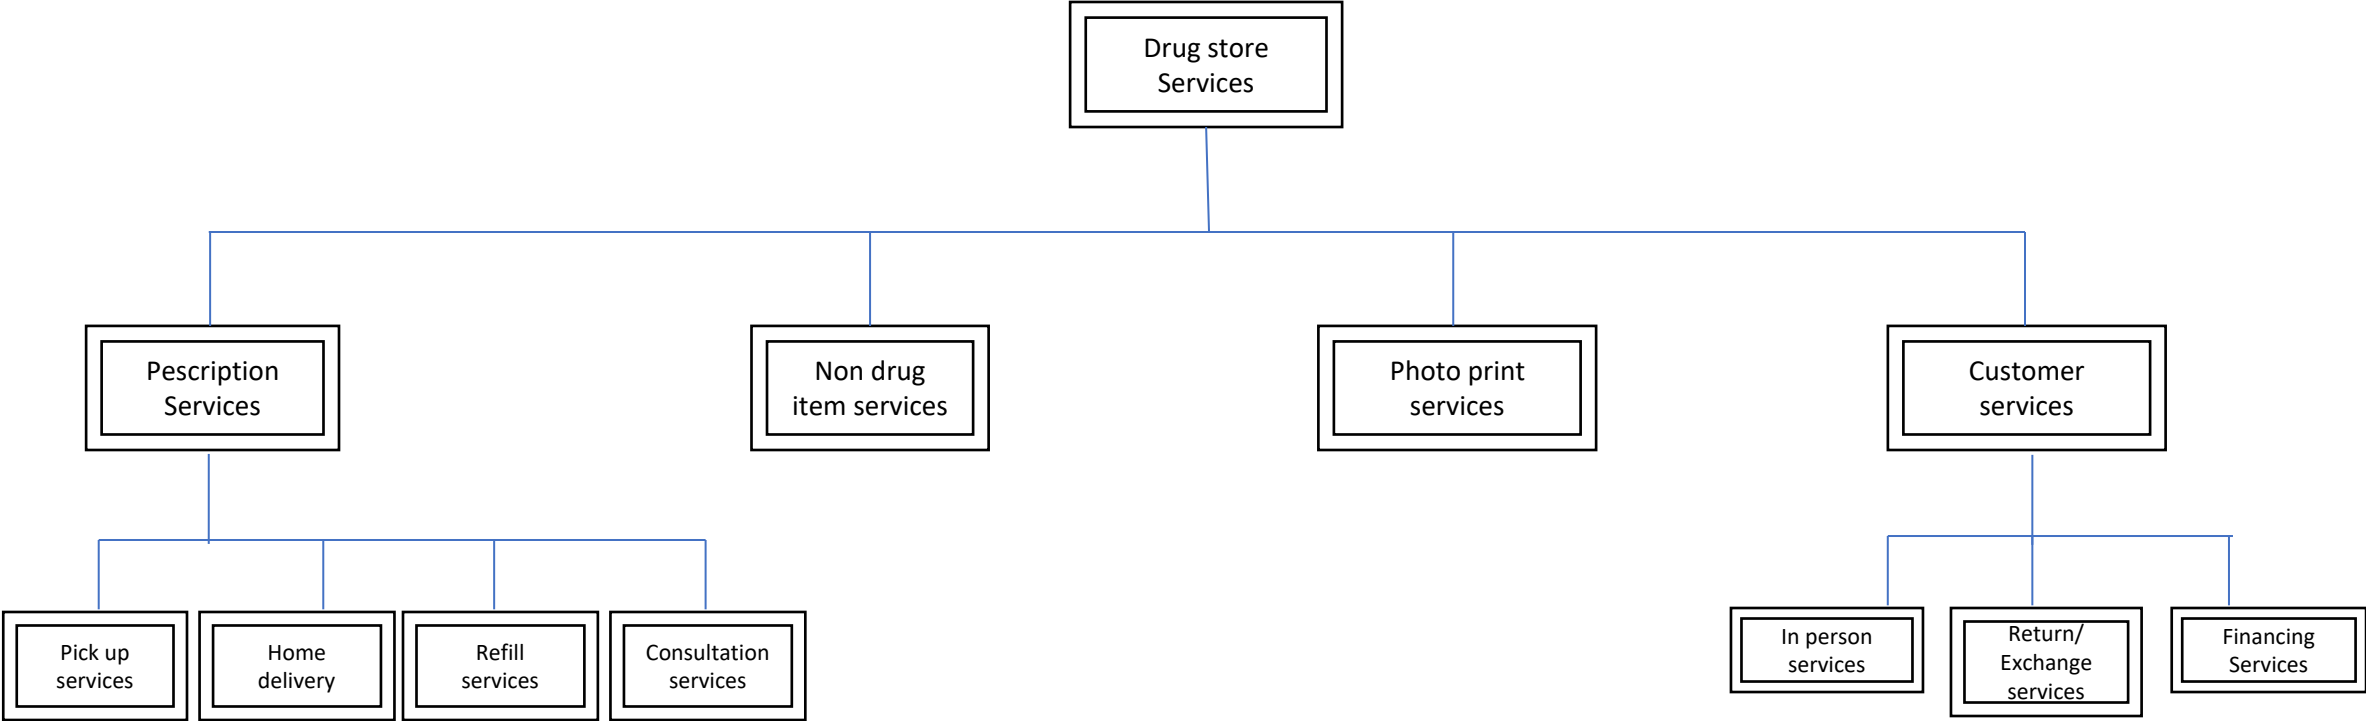 Drug store
Services
Pescription
Services
Non drug
item services
Photo print
services
Customer
services
Pick up
services
Home
delivery
Refill
services
Consultation
services
In person
services
Return/
Exchange
services
Financing
Services